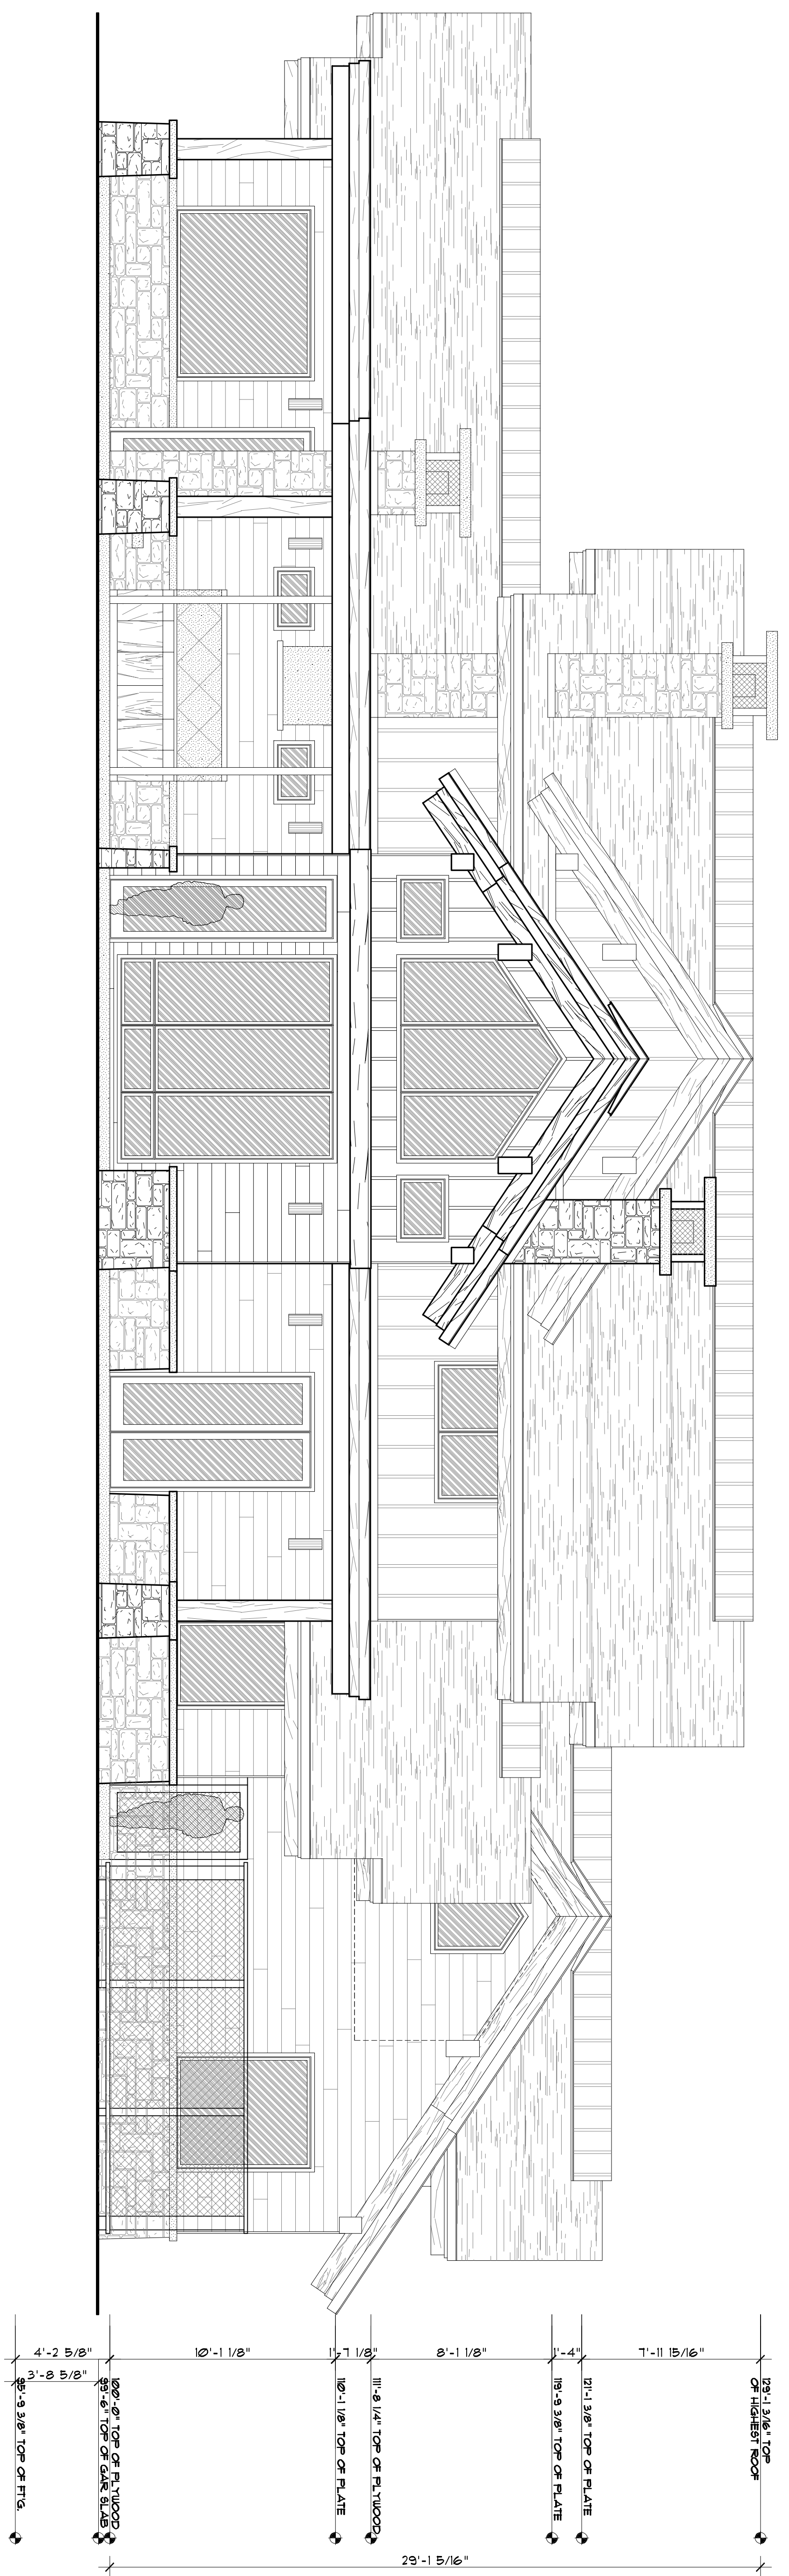 4'-2 5/8"
10'-1 1/8"
1'-7 1/8"
8'-1 1/8"
1'-4"
7'-11 15/16"
3'-8 5/8"
95'-9 3/8" TOP OF FT'G.
99'-6" TOP OF GAR SLAB
100'-0" TOP OF PLYWOOD
110'-1 1/8" TOP OF PLATE
111'-8 1/4" TOP OF PLYWOOD
119'-9 3/8" TOP OF PLATE
121'-1 3/8" TOP OF PLATE
129'-1 3/16" TOP
OF HIGHEST ROOF
29'-1 5/16"